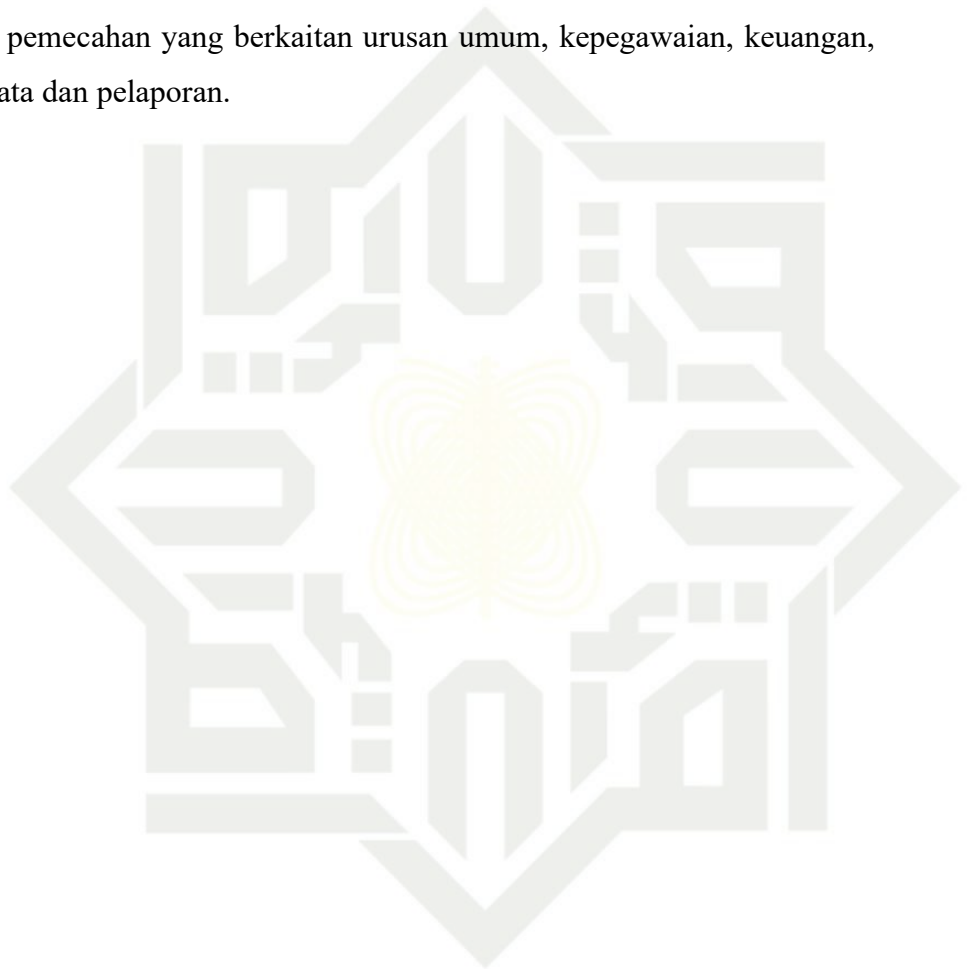 pemecahan yang berkaitan urusan umum, kepegawaian, keuangan,
ata dan pelaporan.